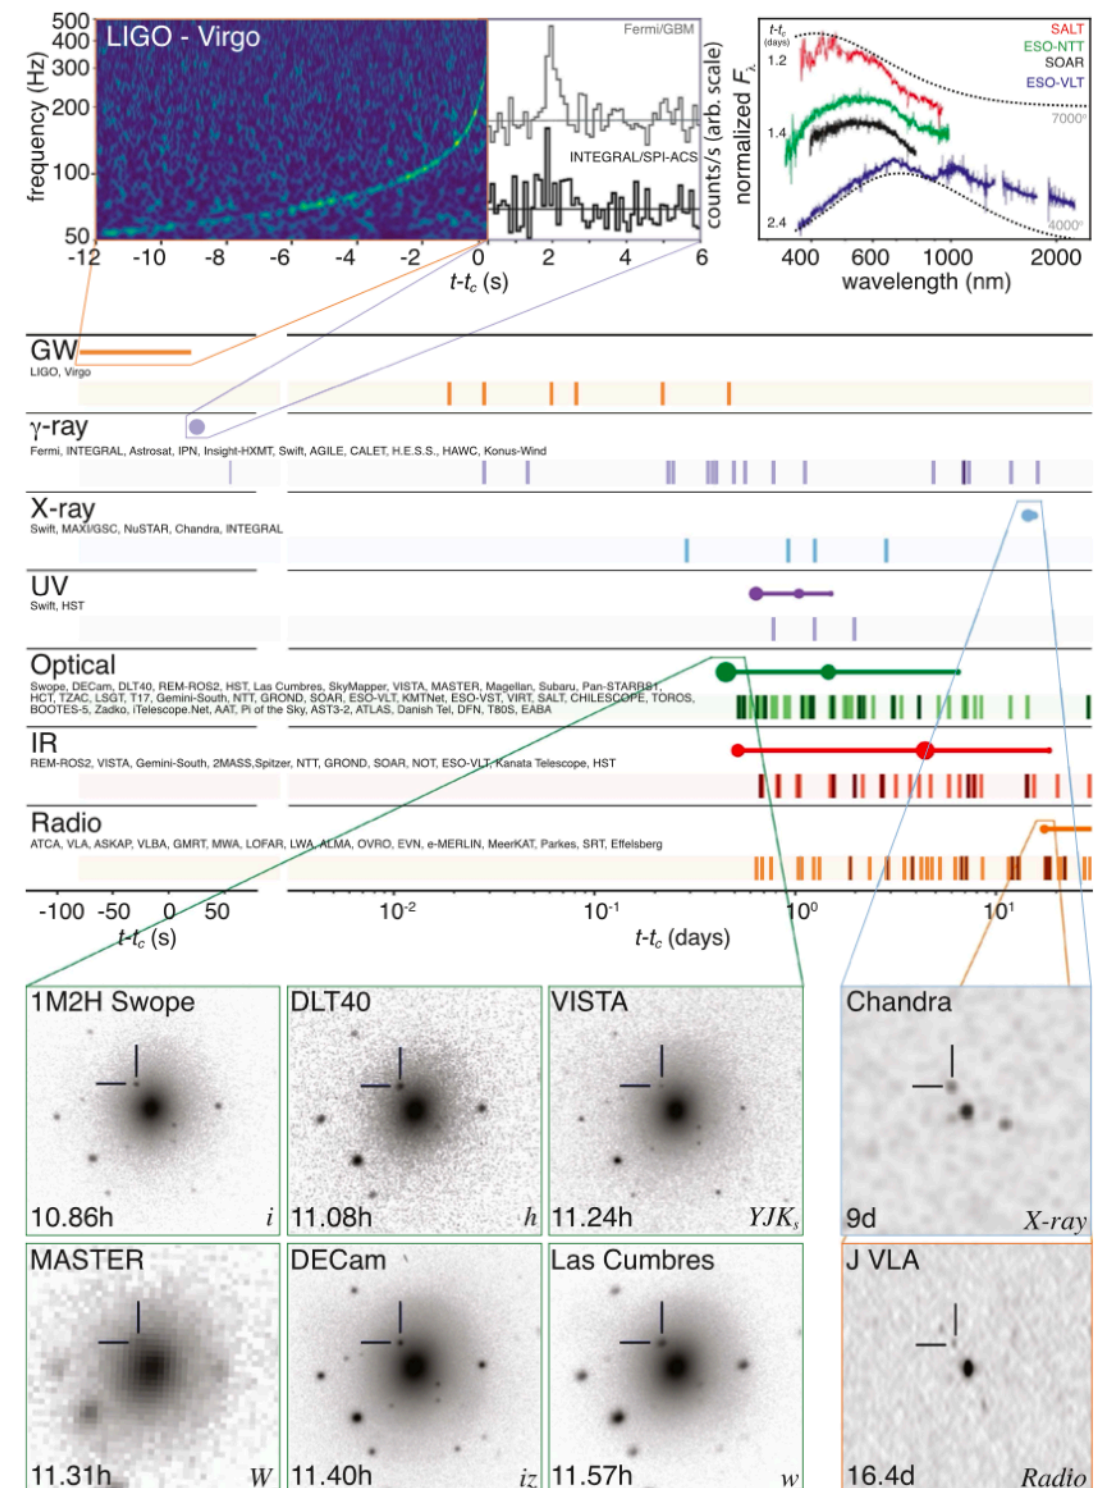 LIGO - Virgo
500
400
300
200
100
50
frequency (Hz)
-12 -10 -8 -6 -4 -2 0 2 4 6
t-tc (s)
Fermi/GBM
INTEGRAL/SPI-ACS
counts/s (arb. scale)
normalized Fλ
t-tc
(days)
1.2
1.4
2.4
SALT
ESO-NTT
SOAR
ESO-VLT
7000°
4000°
400 600 1000 2000
wavelength (nm)
GW
LIGO, Virgo
γ-ray
Fermi, INTEGRAL, Astrosat, IPN, Insight-HXMT, Swift, AGILE, CALET, H.E.S.S., HAWC, Konus-Wind
X-ray
Swift, MAXI/GSC, NuSTAR, Chandra, INTEGRAL
UV
Swift, HST
Optical
Swope, DECam, DLT40, REM-ROS2, HST, Las Cumbres, SkyMapper, VISTA, MASTER, Magellan, Subaru, Pan-STARRS1,
HCT, TZAC, LSGT, T17, Gemini-South, NTT, GROND, SOAR, ESO-VLT, KMTNet, ESO-VST, VIRT, SALT, CHILESCOPE, TOROS,
BOOTES-5, Zadko, iTelescope.Net, AAT, Pi of the Sky, AST3-2, ATLAS, Danish Tel, DFN, T80S, EABA
IR
REM-ROS2, VISTA, Gemini-South, 2MASS,Spitzer, NTT, GROND, SOAR, NOT, ESO-VLT, Kanata Telescope, HST
Radio
ATCA, VLA, ASKAP, VLBA, GMRT, MWA, LOFAR, LWA, ALMA, OVRO, EVN, e-MERLIN, MeerKAT, Parkes, SRT, Effelsberg
-100 -50 0 50 10-2 10-1 100 101
t-tc (s) t-tc (days)
1M2H Swope
10.86h i
DLT40
11.08h h
VISTA
11.24h YJKs
Chandra
9d X-ray
MASTER
11.31h W
DECam
11.40h iz
Las Cumbres
11.57h w
J VLA
16.4d Radio